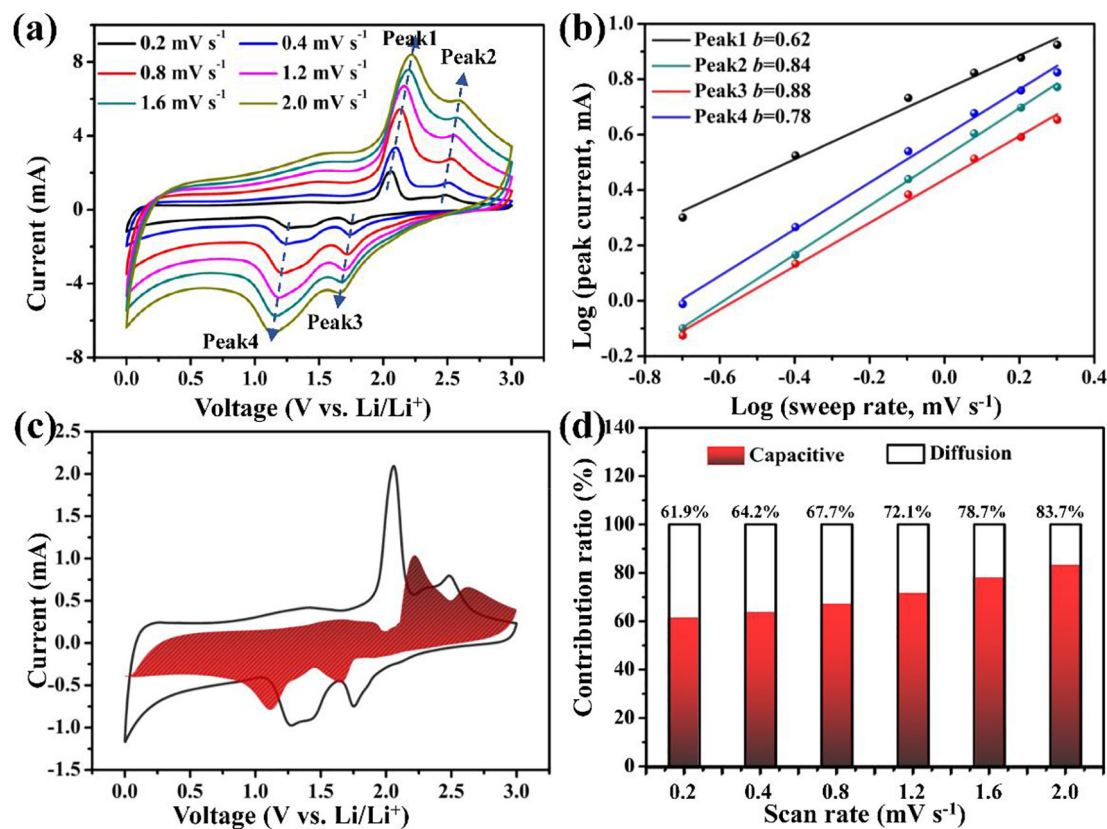 (a)
0.2 mV s⁻¹ 0.4 mV s⁻¹
0.8 mV s⁻¹ 1.2 mV s⁻¹
1.6 mV s⁻¹ 2.0 mV s⁻¹
Peak1
Peak2
Peak3
Peak4
8
4
0
-4
-8
Current (mA)
0.0 0.5 1.0 1.5 2.0 2.5 3.0
Voltage (V vs. Li/Li⁺)
(b)
Peak1 b=0.62
Peak2 b=0.84
Peak3 b=0.88
Peak4 b=0.78
1.0
0.8
0.6
0.4
0.2
0.0
-0.2
Log (peak current, mA)
-0.8 -0.4 0.0 0.2 0.4
Log (sweep rate, mV s⁻¹)
(c)
2.5
2.0
1.5
1.0
0.5
0.0
-0.5
-1.0
-1.5
Current (mA)
0.0 0.5 1.0 1.5 2.0 2.5 3.0
Voltage (V vs. Li/Li⁺)
(d)
Capacitive Diffusion
61.9% 64.2% 67.7% 72.1% 78.7% 83.7%
140
120
100
80
60
40
20
0
Contribution ratio (%)
0.2 0.4 0.8 1.2 1.6 2.0
Scan rate (mV s⁻¹)